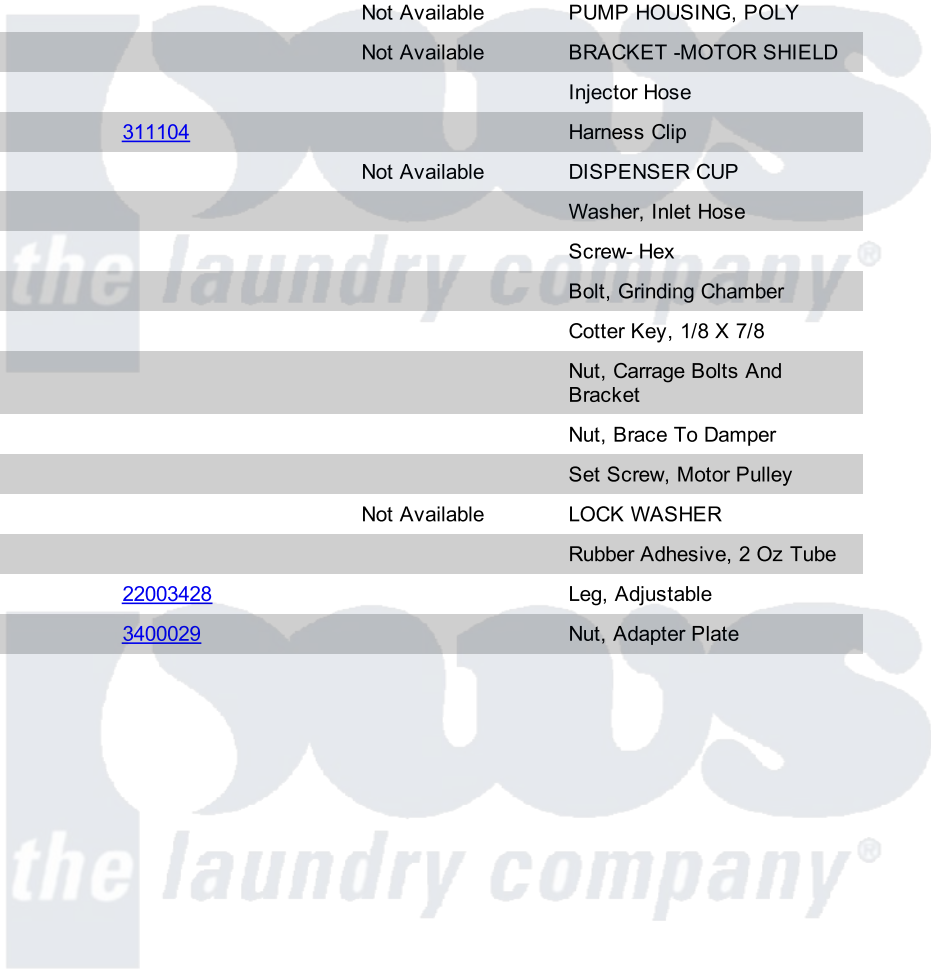 Not Available PUMP HOUSING, POLY
Not Available BRACKET -MOTOR SHIELD
Injector Hose
311104 Harness Clip
Not Available DISPENSER CUP
Washer, Inlet Hose
Screw- Hex
Bolt, Grinding Chamber
Cotter Key, 1/8 X 7/8
Nut, Carrage Bolts And
Bracket
Nut, Brace To Damper
Set Screw, Motor Pulley
Not Available LOCK WASHER
Rubber Adhesive, 2 Oz Tube
22003428 Leg, Adjustable
3400029 Nut, Adapter Plate
pws
the laundry company®
pws
the laundry company®